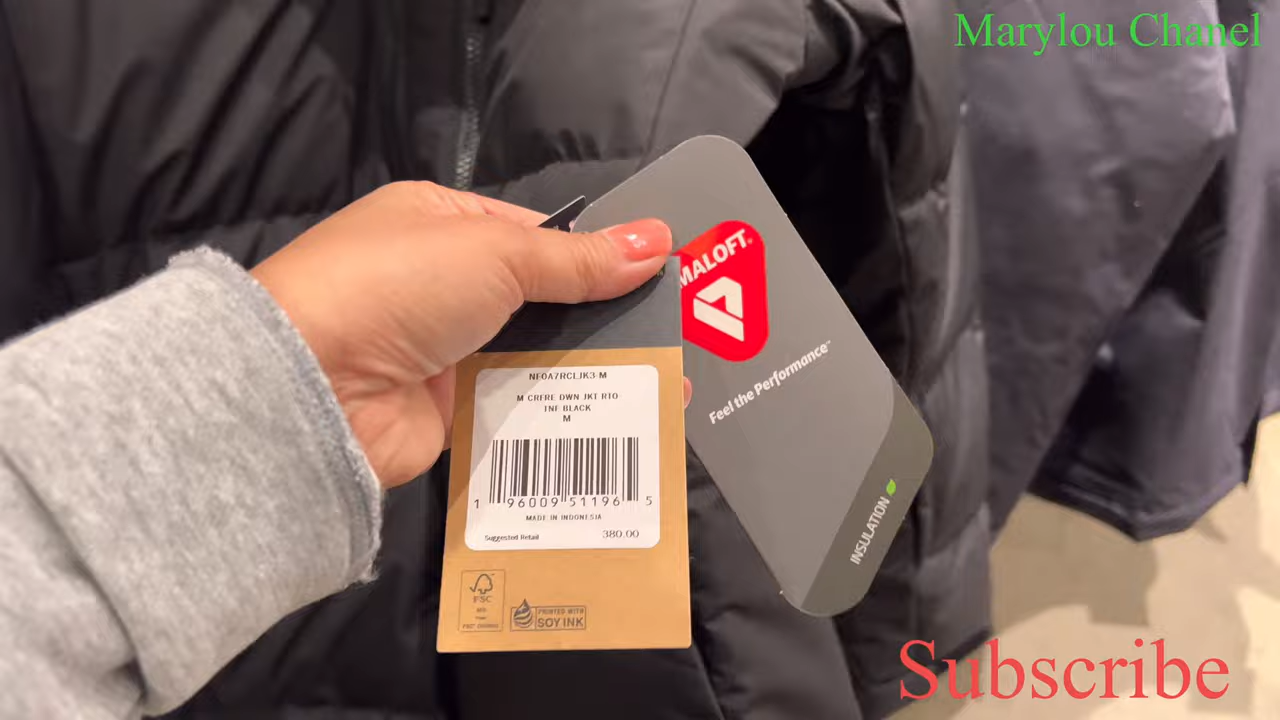 Marylou Chanel
MALOFT
Feel the Performance™
INSULATION
NF0A7RCLJK3-M
M CRFRE DWN JKT RTO
TNF BLACK
M
1 96009 51196 5
MADE IN INDONESIA
Suggested Retail 380.00
FSC
PRINTED WITH
SOY INK
Subscribe